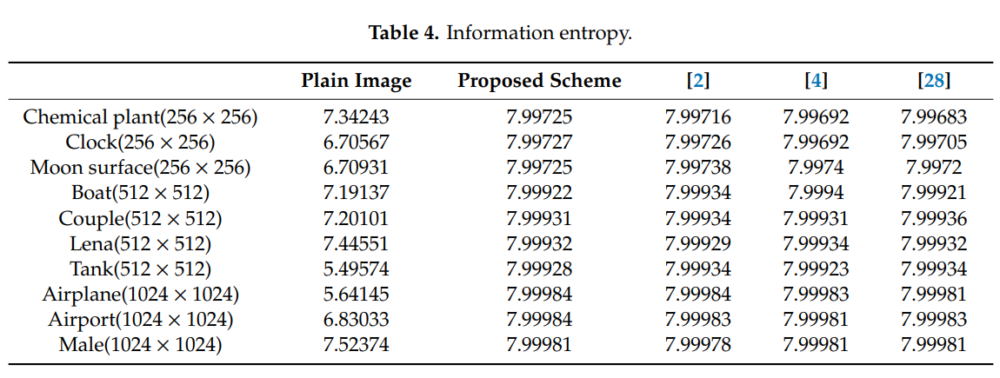 Table 4. Information entropy.
Plain Image Proposed Scheme [2] [4] [28]
Chemical plant(256 × 256) 7.34243 7.99725 7.99716 7.99692 7.99683
Clock(256 × 256) 6.70567 7.99727 7.99726 7.99692 7.99705
Moon surface(256 × 256) 6.70931 7.99725 7.99738 7.9974 7.9972
Boat(512 × 512) 7.19137 7.99922 7.99934 7.9994 7.99921
Couple(512 × 512) 7.20101 7.99931 7.99934 7.99931 7.99936
Lena(512 × 512) 7.44551 7.99932 7.99929 7.99934 7.99932
Tank(512 × 512) 5.49574 7.99928 7.99934 7.99923 7.99934
Airplane(1024 × 1024) 5.64145 7.99984 7.99984 7.99983 7.99981
Airport(1024 × 1024) 6.83033 7.99984 7.99983 7.99981 7.99983
Male(1024 × 1024) 7.52374 7.99981 7.99978 7.99981 7.99981